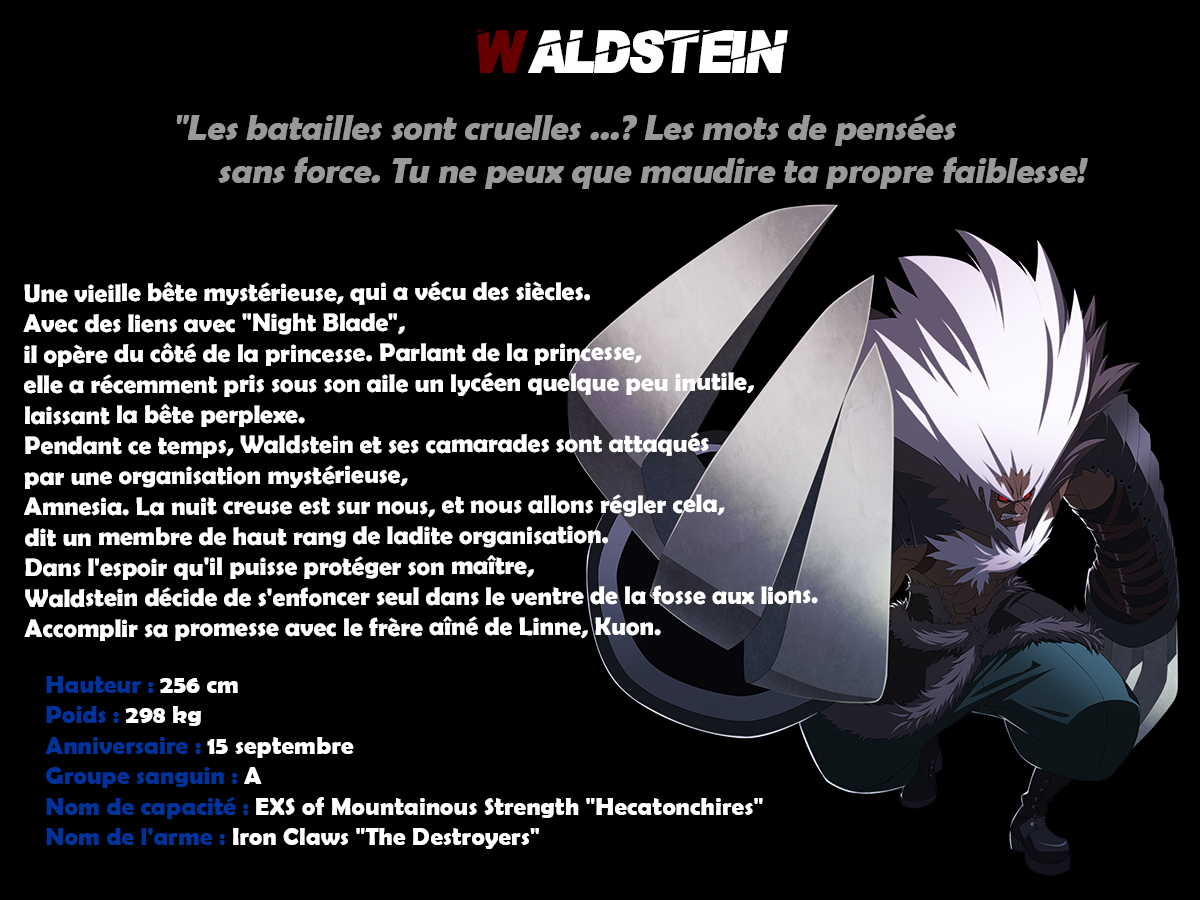 WALDSTEIN
"Les batailles sont cruelles ...? Les mots de pensées
sans force. Tu ne peux que maudire ta propre faiblesse!
Une vieille bête mystérieuse, qui a vécu des siècles.
Avec des liens avec "Night Blade",
il opère du côté de la princesse. Parlant de la princesse,
elle a récemment pris sous son aile un lycéen quelque peu inutile,
laissant la bête perplexe.
Pendant ce temps, Waldstein et ses camarades sont attaqués
par une organisation mystérieuse,
Amnesia. La nuit creuse est sur nous, et nous allons régler cela,
dit un membre de haut rang de ladite organisation.
Dans l'espoir qu'il puisse protéger son maître,
Waldstein décide de s'enfoncer seul dans le ventre de la fosse aux lions.
Accomplir sa promesse avec le frère aîné de Linne, Kuon.
Hauteur : 256 cm
Poids : 298 kg
Anniversaire : 15 septembre
Groupe sanguin : A
Nom de capacité : EXS of Mountainous Strength "Hecatonchires"
Nom de l'arme : Iron Claws "The Destroyers"